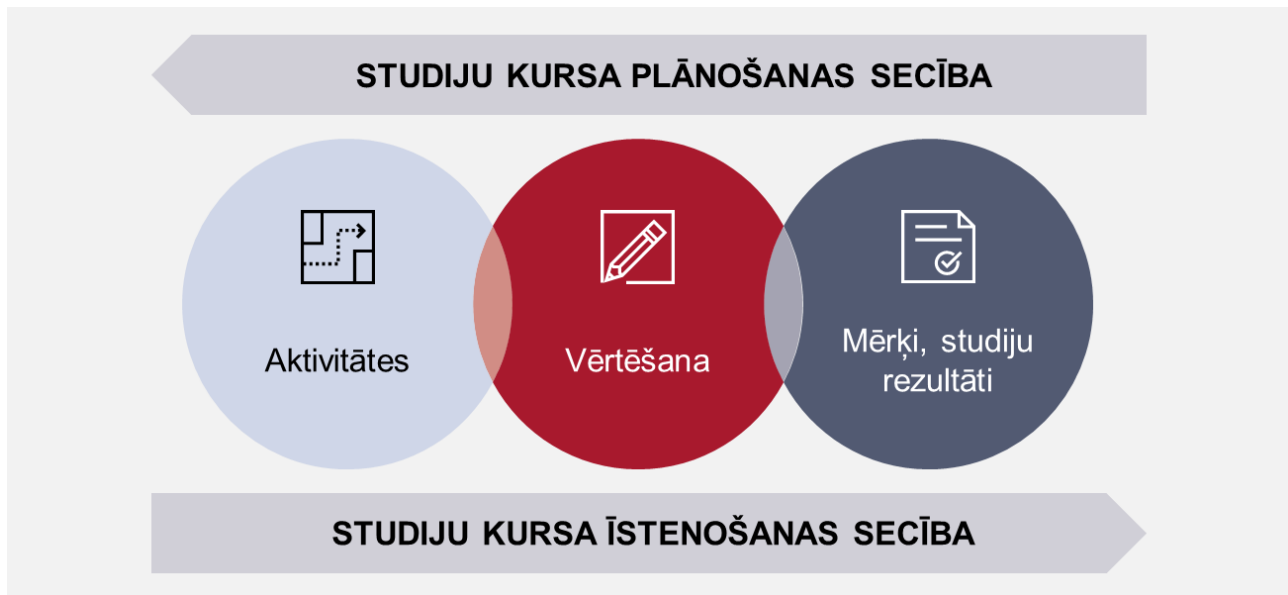 STUDIJU KURSA PLĀNOŠANAS SECĪBA
Aktivitātes
Vērtēšana
Mērķi, studiju
rezultāti
STUDIJU KURSA ĪSTENOŠANAS SECĪBA